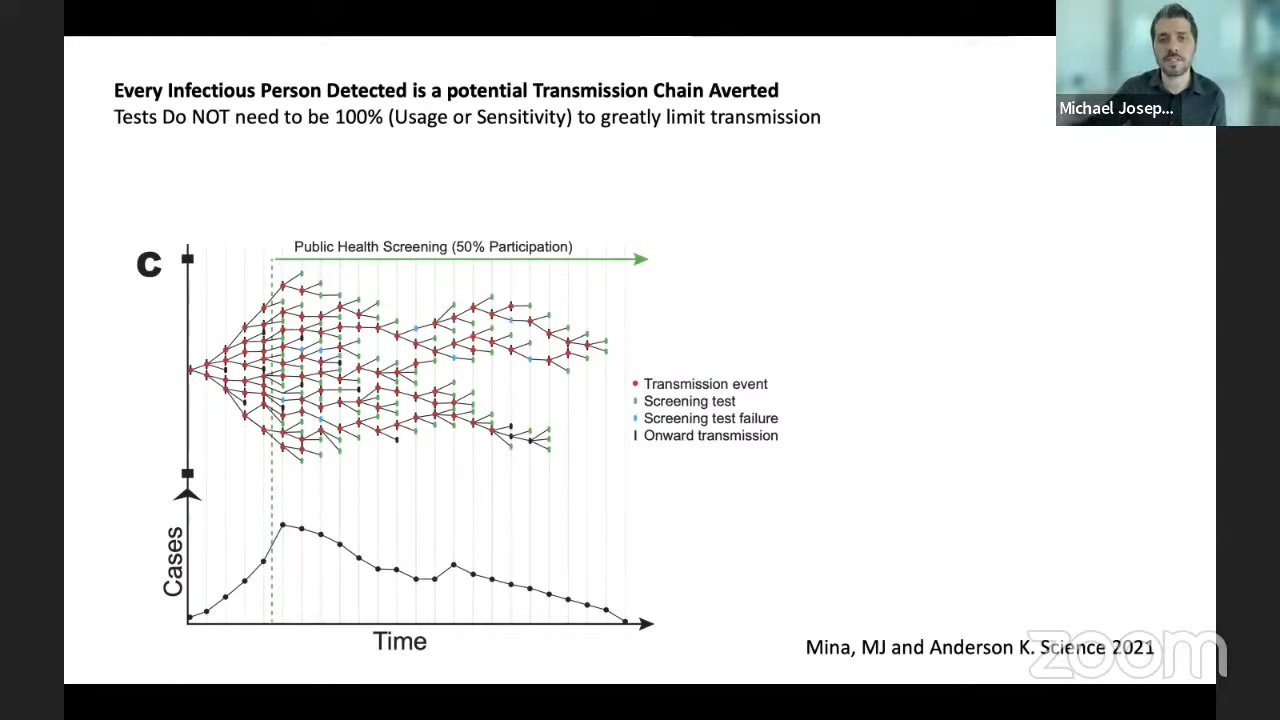 Every Infectious Person Detected is a potential Transmission Chain Averted
Tests Do NOT need to be 100% (Usage or Sensitivity) to greatly limit transmission
Michael Josep...
C
Public Health Screening (50% Participation)
Transmission event
Screening test
Screening test failure
Onward transmission
Cases
Time
Mina, MJ and Anderson K. Science 2021
zoom